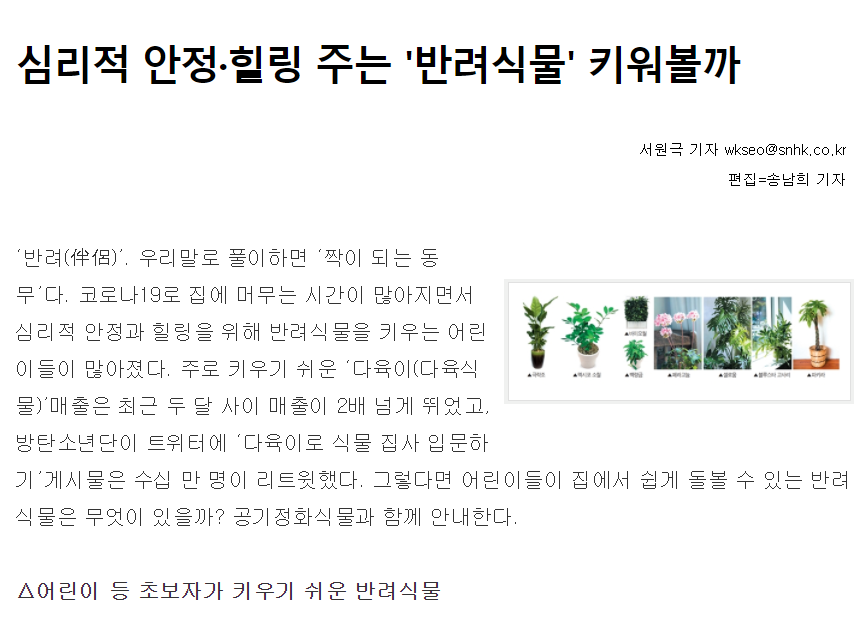 심리적 안정·힐링 주는 '반려식물' 키워볼까
서원극 기자 wkseo@snhk.co.kr
편집=송남희 기자
‘반려(伴侶)’. 우리말로 풀이하면 ‘짝이 되는 동
무’다. 코로나19로 집에 머무는 시간이 많아지면서
심리적 안정과 힐링을 위해 반려식물을 키우는 어린
이들이 많아졌다. 주로 키우기 쉬운 ‘다육이(다육식
물)’매출은 최근 두 달 사이 매출이 2배 넘게 뛰었고,
방탄소년단이 트위터에 ‘다육이로 식물 집사 입문하
기’게시물은 수십 만 명이 리트윗했다. 그렇다면 어린이들이 집에서 쉽게 돌볼 수 있는 반려
식물은 무엇이 있을까? 공기정화식물과 함께 안내한다.
△어린이 등 초보자가 키우기 쉬운 반려식물